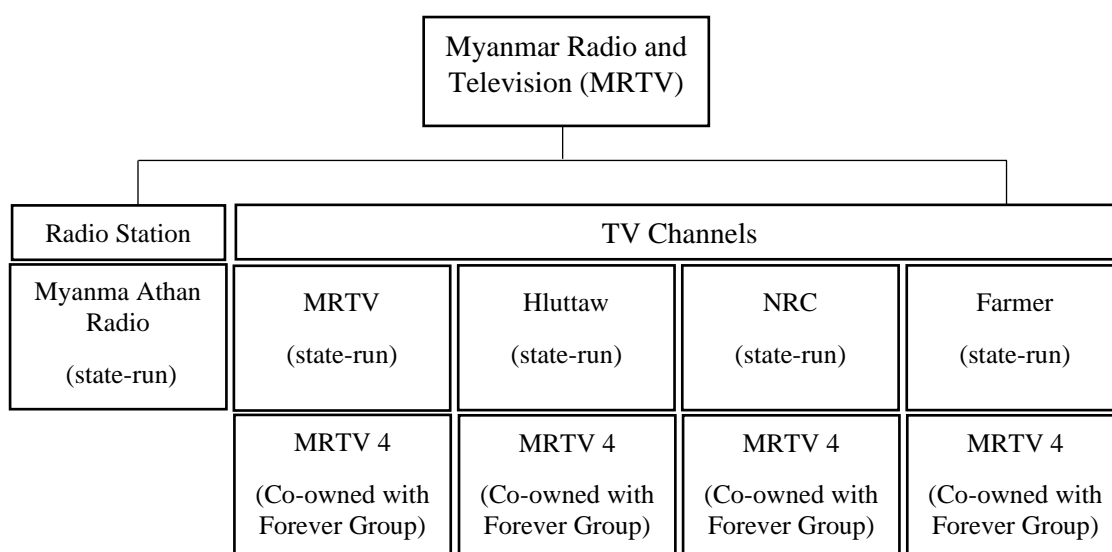 Myanmar Radio and
Television (MRTV)
Radio Station
TV Channels
Myanma Athan
Radio
(state-run)
MRTV
(state-run)
Hluttaw
(state-run)
NRC
(state-run)
Farmer
(state-run)
MRTV 4
(Co-owned with
Forever Group)
MRTV 4
(Co-owned with
Forever Group)
MRTV 4
(Co-owned with
Forever Group)
MRTV 4
(Co-owned with
Forever Group)